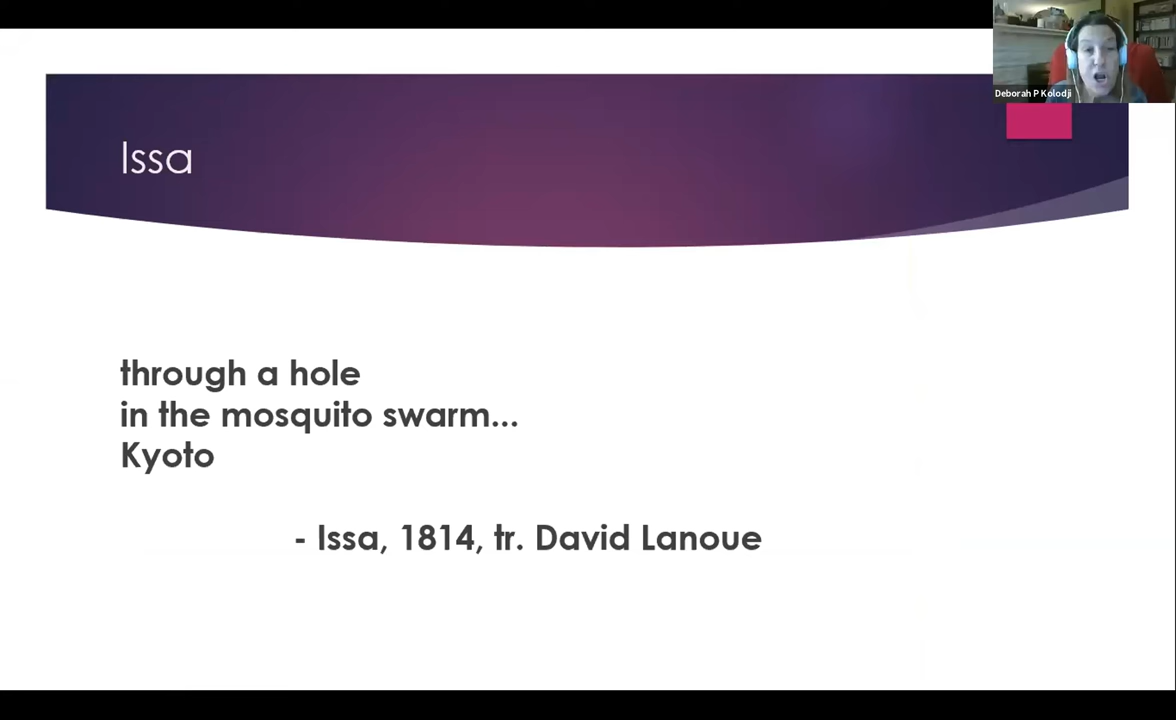 Deborah P Kolodji
Issa
through a hole
in the mosquito swarm...
Kyoto
- Issa, 1814, tr. David Lanoue